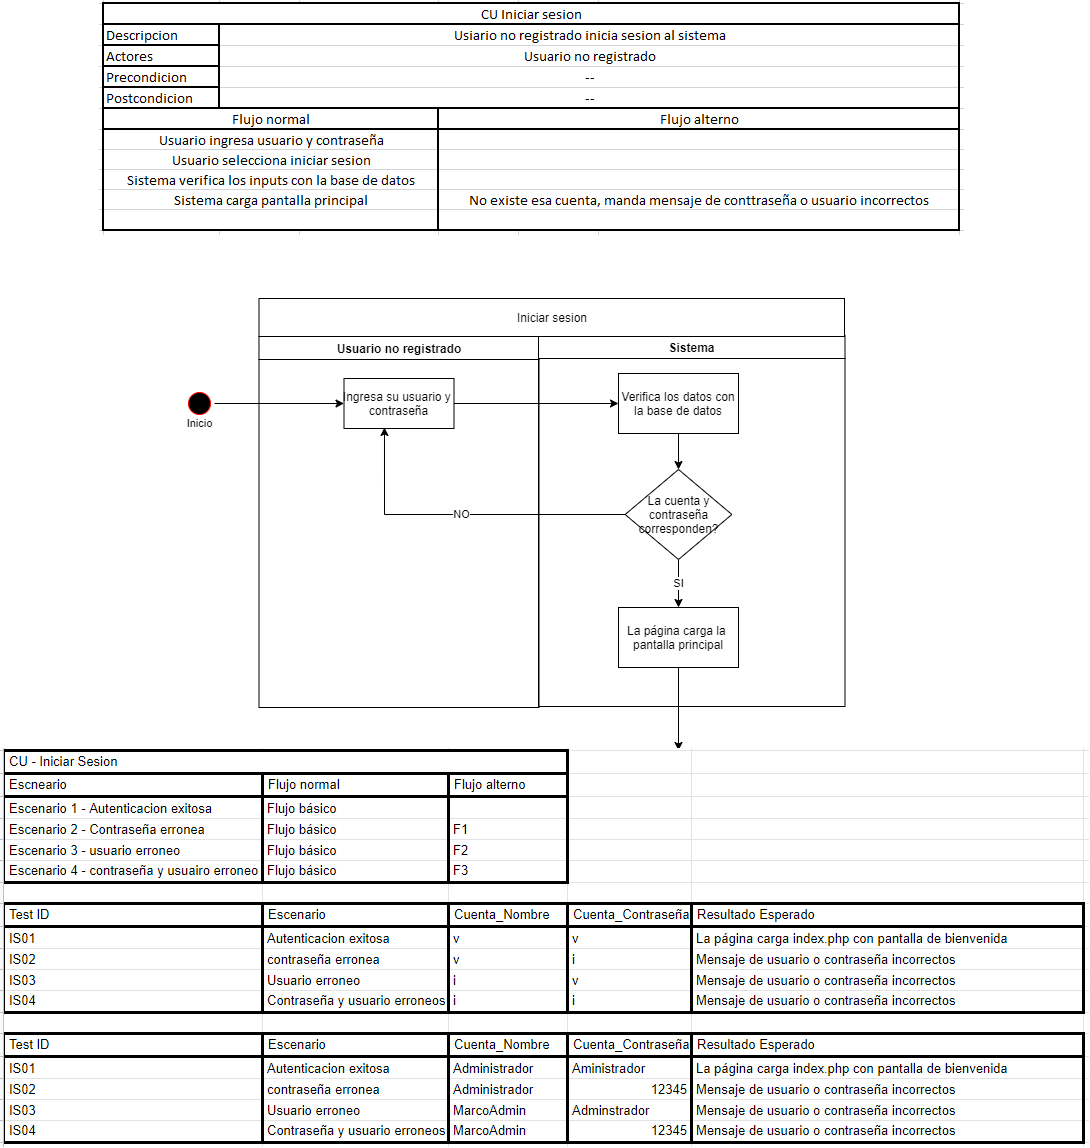 CU Iniciar sesion
Descripcion Usiario no registrado inicia sesion al sistema
Actores Usuario no registrado
Precondicion --
Postcondicion --
Flujo normal Flujo alterno
Usuario ingresa usuario y contraseña
Usuario selecciona iniciar sesion
Sistema verifica los inputs con la base de datos
Sistema carga pantalla principal No existe esa cuenta, manda mensaje de conttraseña o usuario incorrectos
Iniciar sesion
Usuario no registrado Sistema
Inicio
ngresa su usuario y
contraseña
Verifica los datos con
la base de datos
La cuenta y
contraseña
corresponden?
NO
SI
La página carga la
pantalla principal
CU - Iniciar Sesion
Escneario Flujo normal Flujo alterno
Escenario 1 - Autenticacion exitosa Flujo básico
Escenario 2 - Contraseña erronea Flujo básico F1
Escenario 3 - usuario erroneo Flujo básico F2
Escenario 4 - contraseña y usuairo erroneo Flujo básico F3
Test ID Escenario Cuenta_Nombre Cuenta_Contraseña Resultado Esperado
IS01 Autenticacion exitosa v v La página carga index.php con pantalla de bienvenida
IS02 contraseña erronea v i Mensaje de usuario o contraseña incorrectos
IS03 Usuario erroneo i v Mensaje de usuario o contraseña incorrectos
IS04 Contraseña y usuario erroneos i i Mensaje de usuario o contraseña incorrectos
Test ID Escenario Cuenta_Nombre Cuenta_Contraseña Resultado Esperado
IS01 Autenticacion exitosa Administrador Aministrador La página carga index.php con pantalla de bienvenida
IS02 contraseña erronea Administrador 12345 Mensaje de usuario o contraseña incorrectos
IS03 Usuario erroneo MarcoAdmin Adminstrador Mensaje de usuario o contraseña incorrectos
IS04 Contraseña y usuario erroneos MarcoAdmin 12345 Mensaje de usuario o contraseña incorrectos